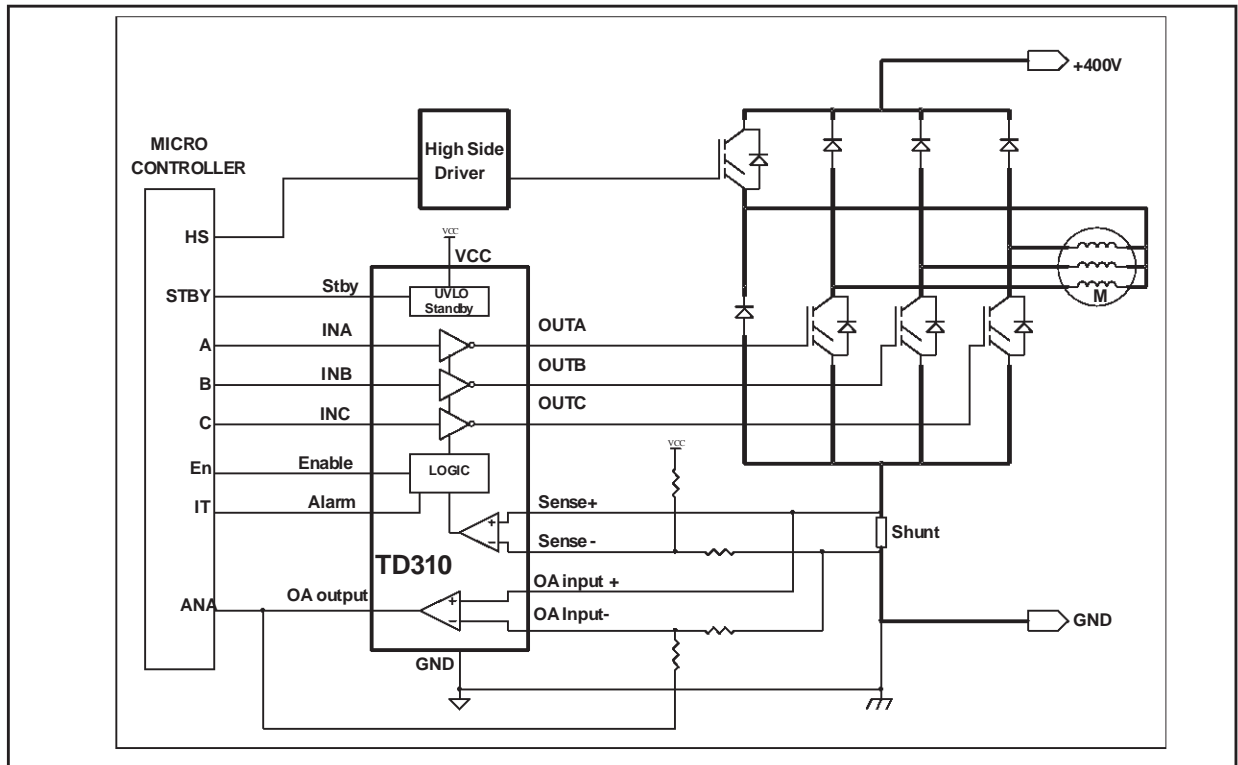 +400V
MICRO
CONTROLLER
High Side
Driver
HS
VCC
VCC
STBY
Stby
UVLO
Standby
M
A
INA
OUTA
B
INB
OUTB
C
INC
OUTC
VCC
En
Enable
LOGIC
IT
Alarm
Sense+
Shunt
Sense -
TD310
ANA
OA output
OA input +
OA Input-
GND
GND